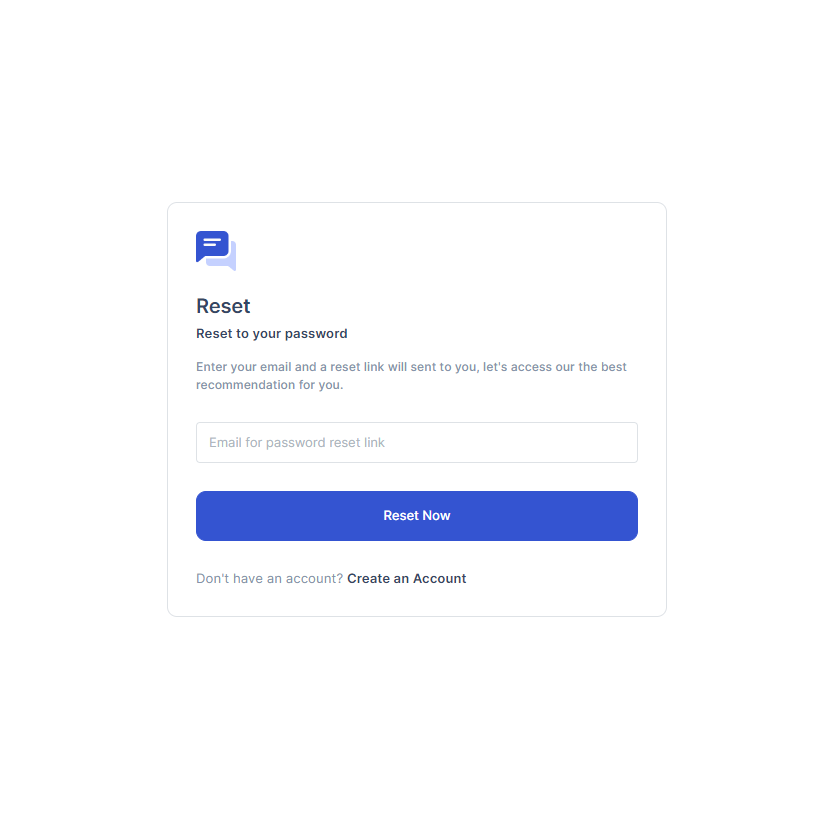 Reset
Reset to your password
Enter your email and a reset link will sent to you, let's access our the best
recommendation for you.
Email for password reset link
Reset Now
Don't have an account? Create an Account